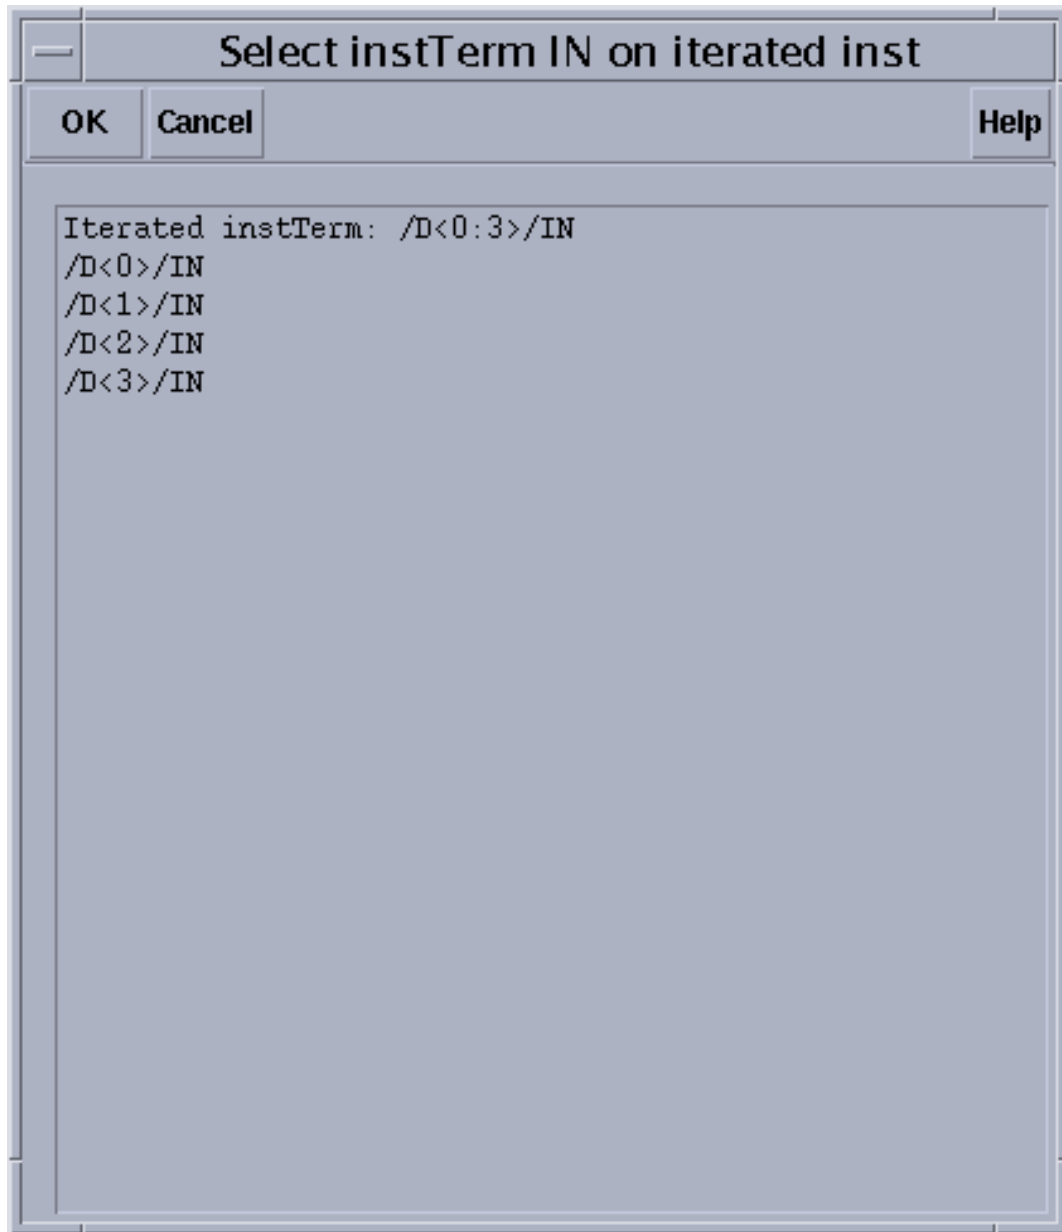 Select instTerm IN on iterated inst
OK Cancel Help
Iterated instTerm: /D<0:3>/IN
/D<0>/IN
/D<1>/IN
/D<2>/IN
/D<3>/IN